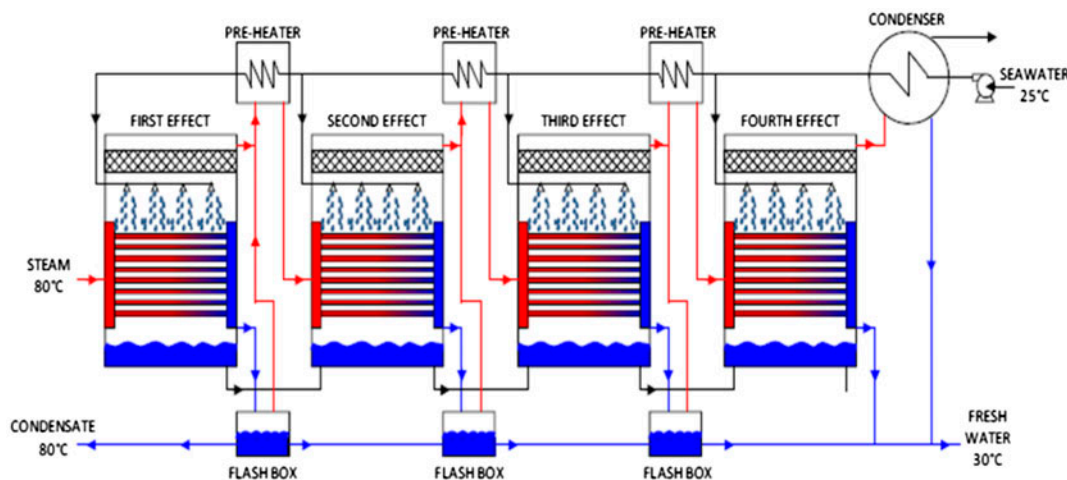 CONDENSER
PRE-HEATER
PRE-HEATER
PRE-HEATER
SEAWATER
25°C
FIRST EFFECT
SECOND EFFECT
THIRD EFFECT
FOURTH EFFECT
STEAM
80°C
CONDENSATE
80°C
FRESH
WATER
30°C
FLASH BOX
FLASH BOX
FLASH BOX